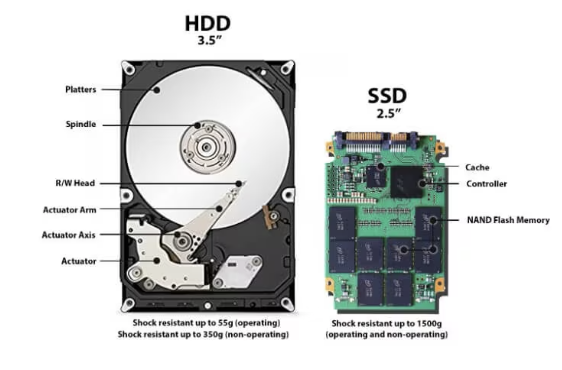 HDD
3.5”
Platters
Spindle
R/W Head
Actuator Arm
Actuator Axis
Actuator
Shock resistant up to 55g (operating)
Shock resistant up to 350g (non-operating)
SSD
2.5”
Cache
Controller
NAND Flash Memory
Shock resistant up to 1500g
(operating and non-operating)